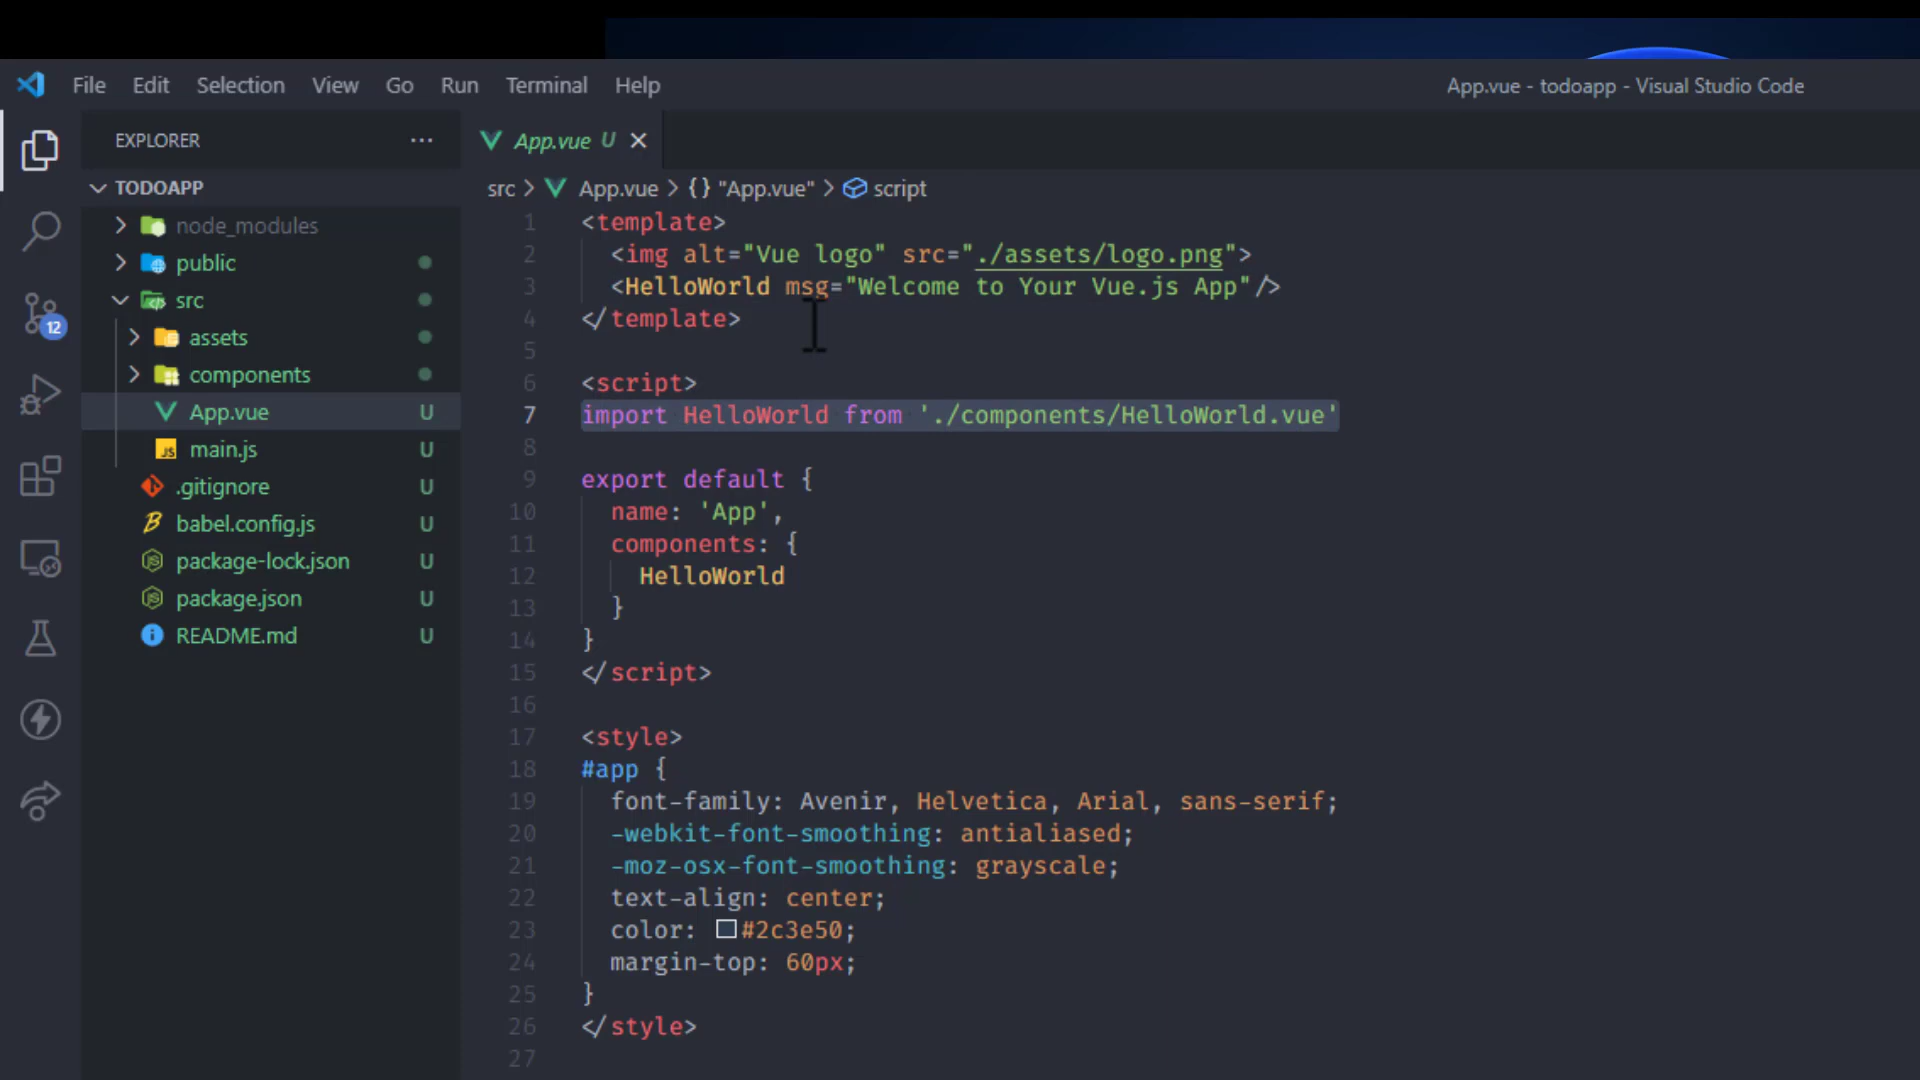 File Edit Selection View Go Run Terminal Help App.vue - todoapp - Visual Studio Code
EXPLORER ···
TODOAPP
node_modules
public
src
assets
components
App.vue U
main.js U
.gitignore U
babel.config.js U
package-lock.json U
package.json U
README.md U
12
App.vue U
src > App.vue > {} "App.vue" > script
1 <template>
2 <img alt="Vue logo" src="./assets/logo.png">
3 <HelloWorld msg="Welcome to Your Vue.js App"/>
4 </template>
5
6 <script>
7 import HelloWorld from './components/HelloWorld.vue'
8
9 export default {
10 name: 'App',
11 components: {
12 HelloWorld
13 }
14 }
15 </script>
16
17 <style>
18 #app {
19 font-family: Avenir, Helvetica, Arial, sans-serif;
20 -webkit-font-smoothing: antialiased;
21 -moz-osx-font-smoothing: grayscale;
22 text-align: center;
23 color: #2c3e50;
24 margin-top: 60px;
25 }
26 </style>
27